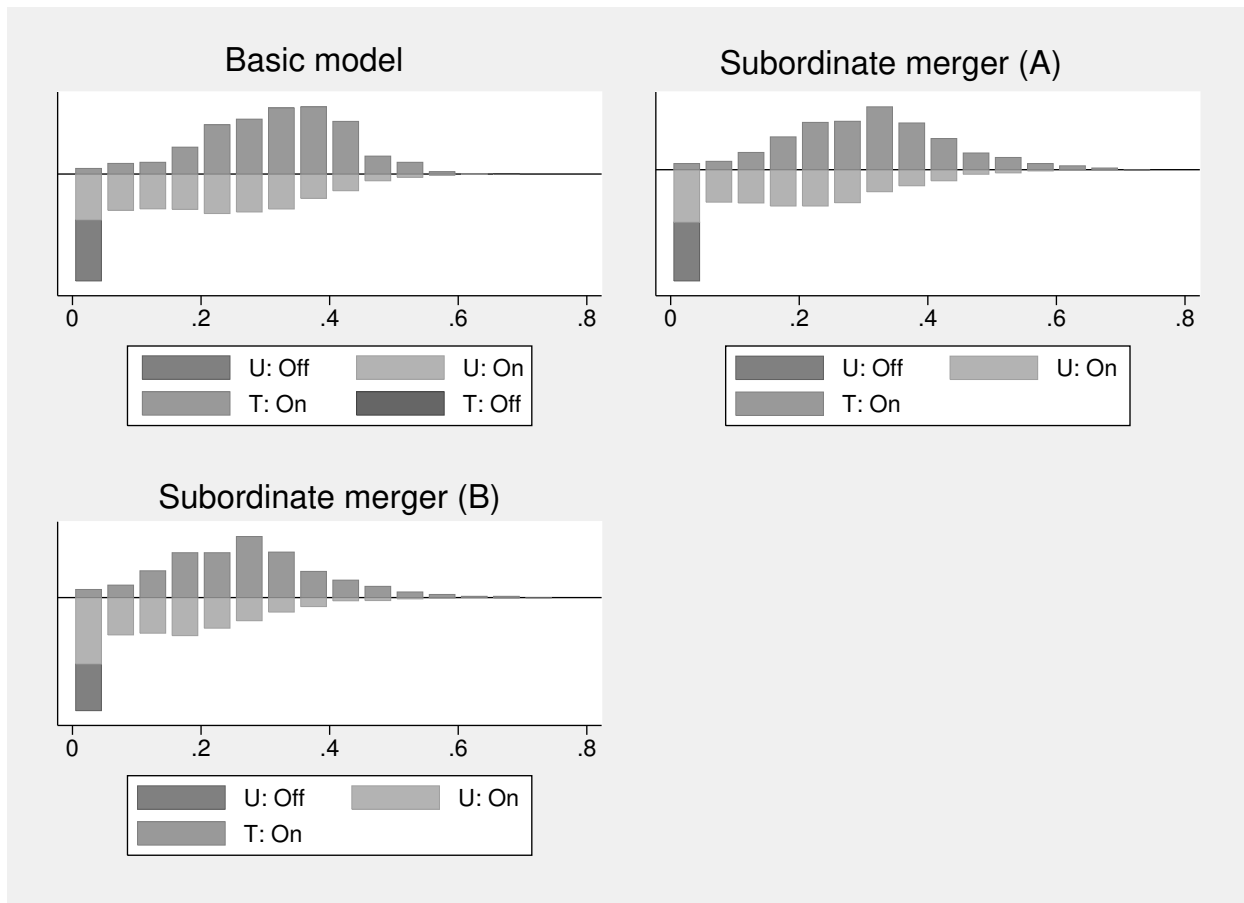 Basic model
0 .2 .4 .6 .8
U: Off U: On
T: On T: Off
Subordinate merger (A)
0 .2 .4 .6 .8
U: Off U: On
T: On
Subordinate merger (B)
0 .2 .4 .6 .8
U: Off U: On
T: On